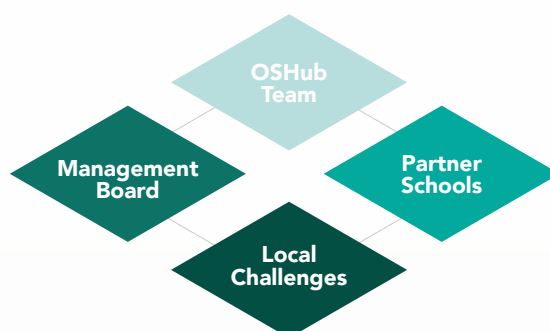 OSHub
Team
Management
Board
Partner
Schools
Local
Challenges